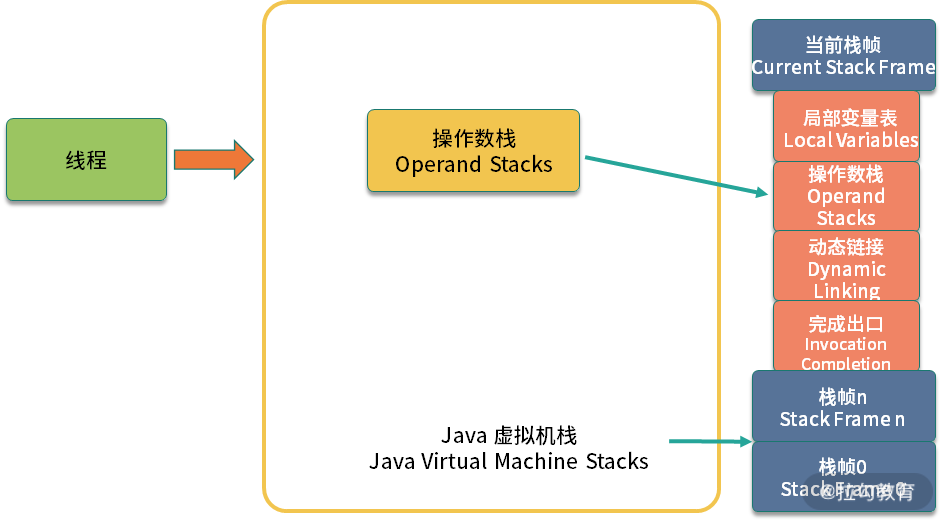 线程
操作数栈
Operand Stacks
Java 虚拟机栈
Java Virtual Machine Stacks
当前栈帧
Current Stack Frame
局部变量表
Local Variables
操作数栈
Operand
Stacks
动态链接
Dynamic
Linking
完成出口
Invocation
Completion
栈帧n
Stack Frame n
栈帧0
Stack Frame 0
@拉勾教育